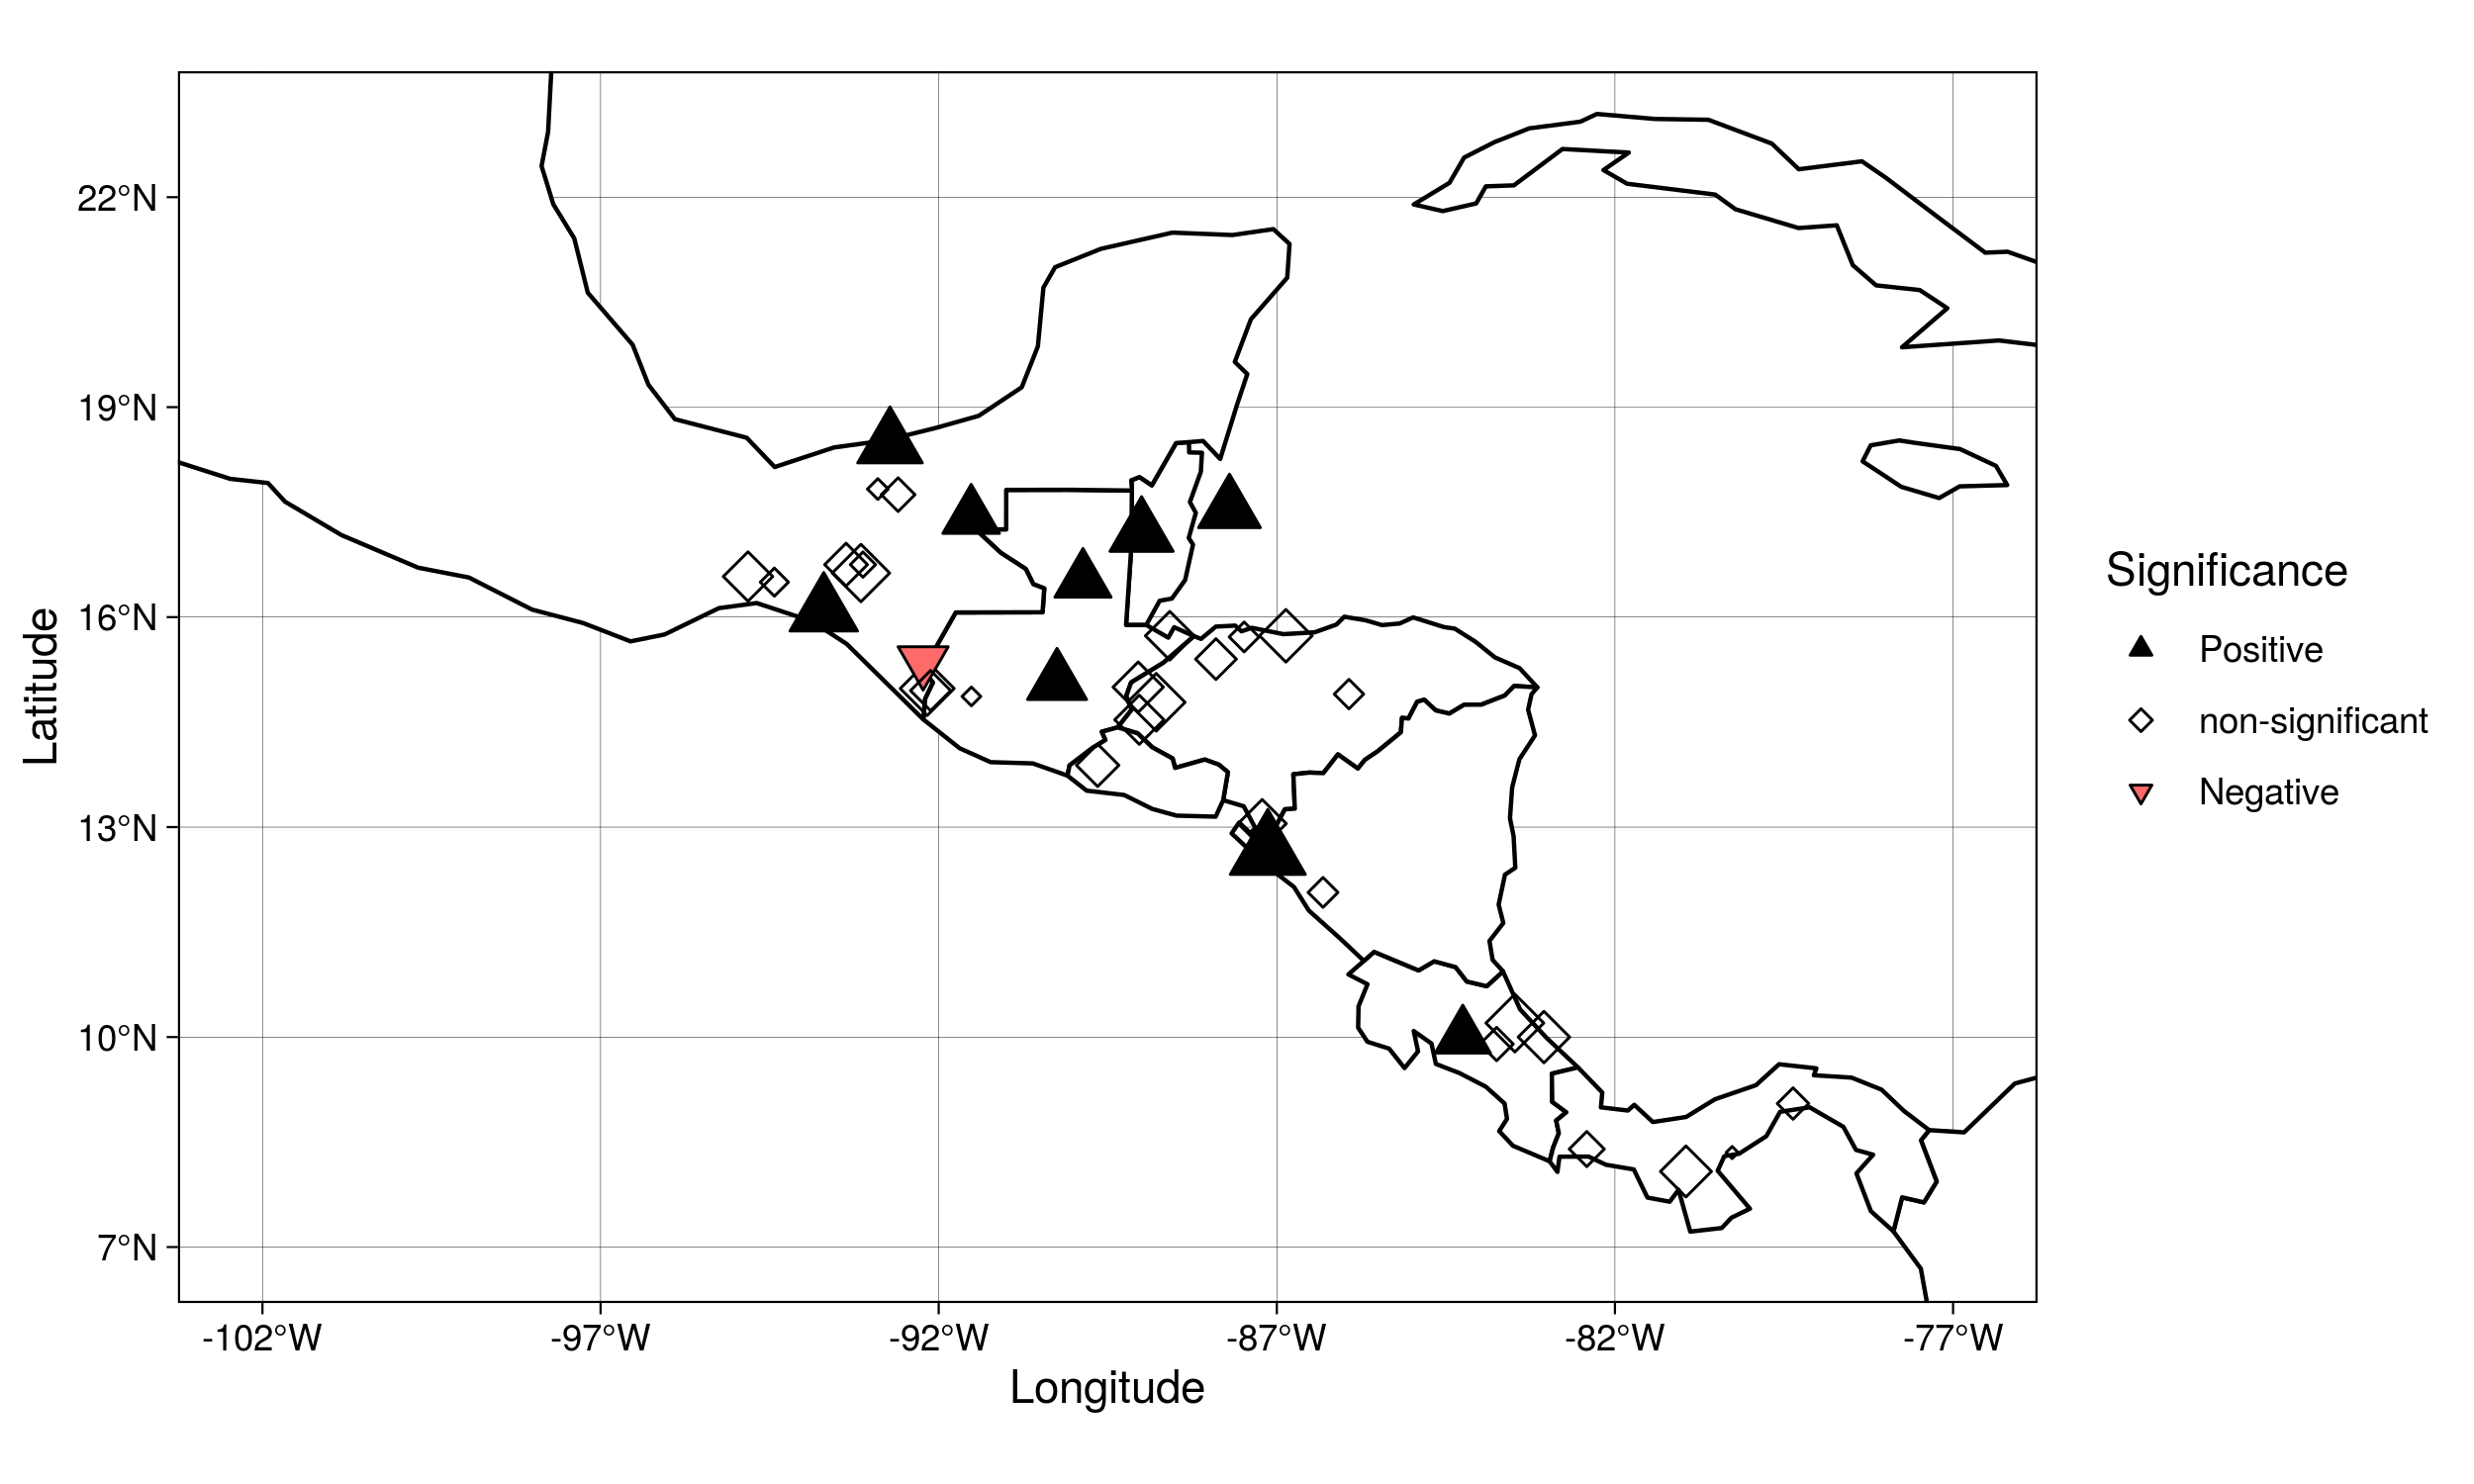 22°N
19°N
16°N
13°N
10°N
7°N
Latitude
-102°W -97°W -92°W -87°W -82°W -77°W
Longitude
Significance
Positive
non-significant
Negative